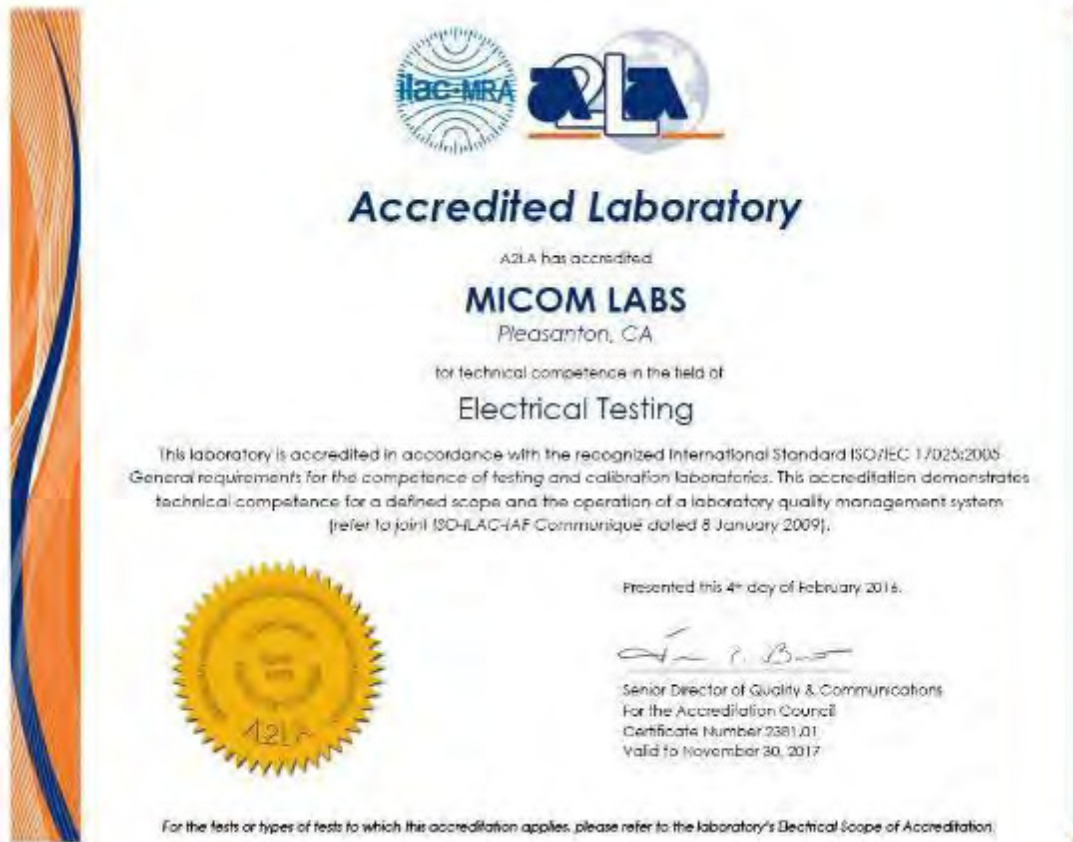 ilac-MRA
A2LA
Accredited Laboratory
A2LA has accredited
MICOM LABS
Pleasanton, CA
for technical competence in the field of
Electrical Testing
This laboratory is accredited in accordance with the recognized International Standard ISO/IEC 17025:2005
General requirements for the competence of testing and calibration laboratories. This accreditation demonstrates
technical competence for a defined scope and the operation of a laboratory quality management system
(refer to joint ISO-ILAC-IAF Communiqué dated 8 January 2009).
Presented this 4th day of February 2016.
Senior Director of Quality & Communications
For the Accreditation Council
Certificate Number 2381.01
Valid to November 30, 2017
A2LA
For the tests or types of tests to which this accreditation applies, please refer to the laboratory's Electrical Scope of Accreditation.